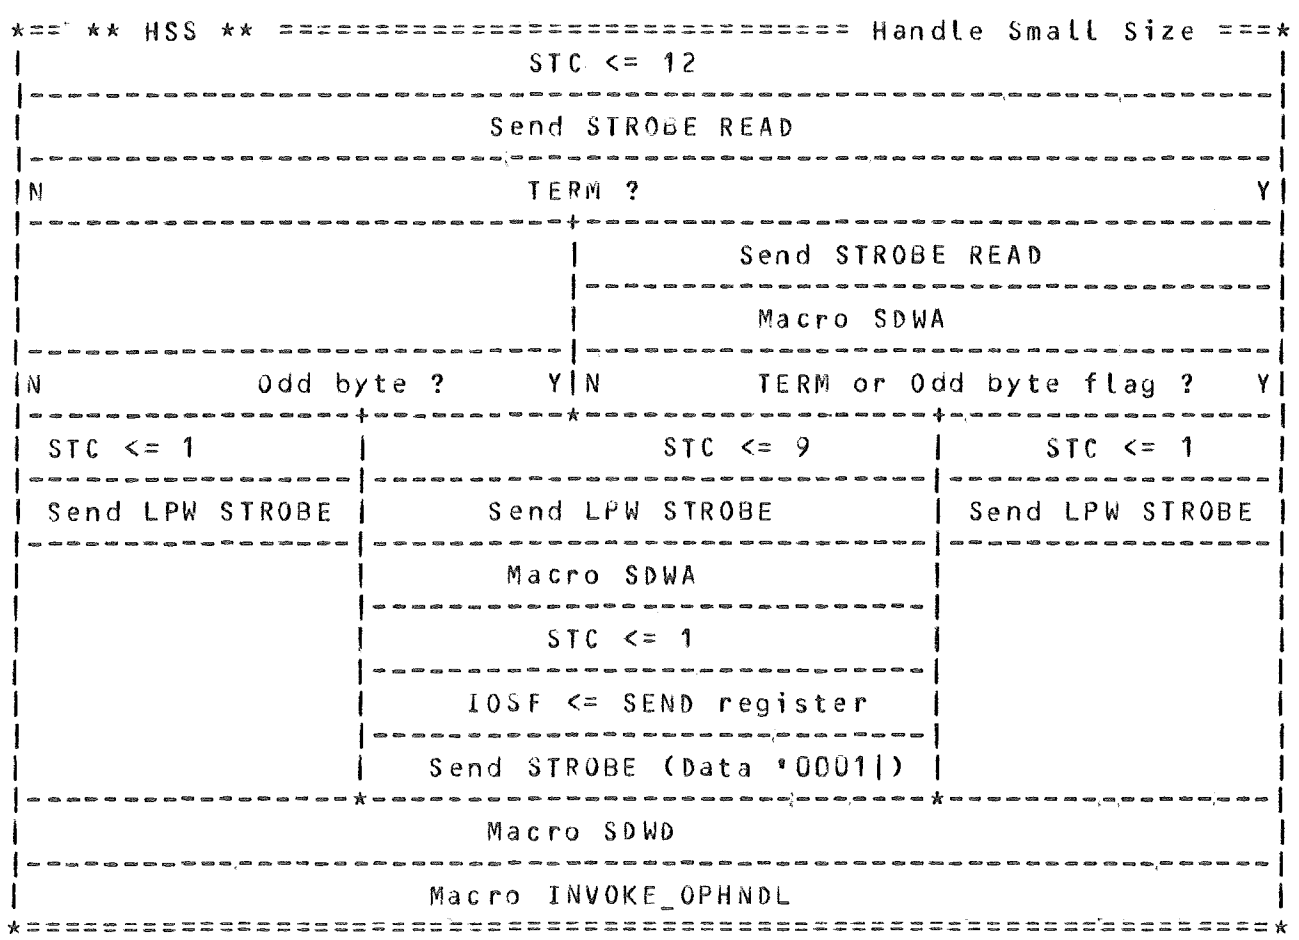 *== ** HSS ** ============================== Handle Small Size ===*
STC <= 12
Send STROBE READ
N TERM ? Y
Send STROBE READ
Macro SDWA
N Odd byte ? Y N TERM or Odd byte flag ? Y
STC <= 1 STC <= 9 STC <= 1
Send LPW STROBE Send LPW STROBE Send LPW STROBE
Macro SDWA
STC <= 1
IOSF <= SEND register
Send STROBE (Data '0001|)
Macro SDWD
Macro INVOKE_OPHNDL